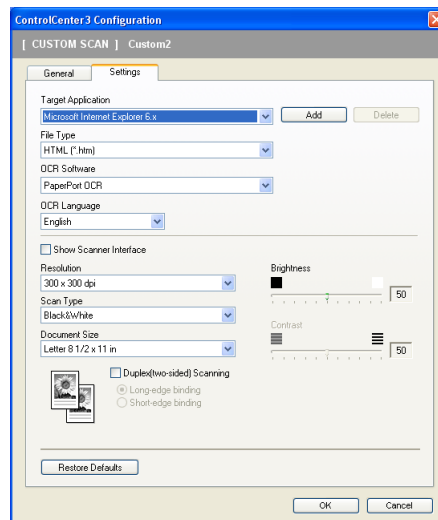 ControlCenter3 Configuration
[ CUSTOM SCAN ] Custom2
General Settings
Target Application
Microsoft Internet Explorer 6.x Add Delete
File Type
HTML (*.htm)
OCR Software
PaperPort OCR
OCR Language
English
Show Scanner Interface
Resolution Brightness
300 x 300 dpi 50
Scan Type
Black&White Contrast
Document Size
Letter 8 1/2 x 11 in 50
Duplex(two-sided) Scanning
Long-edge binding
Short-edge binding
Restore Defaults
OK Cancel